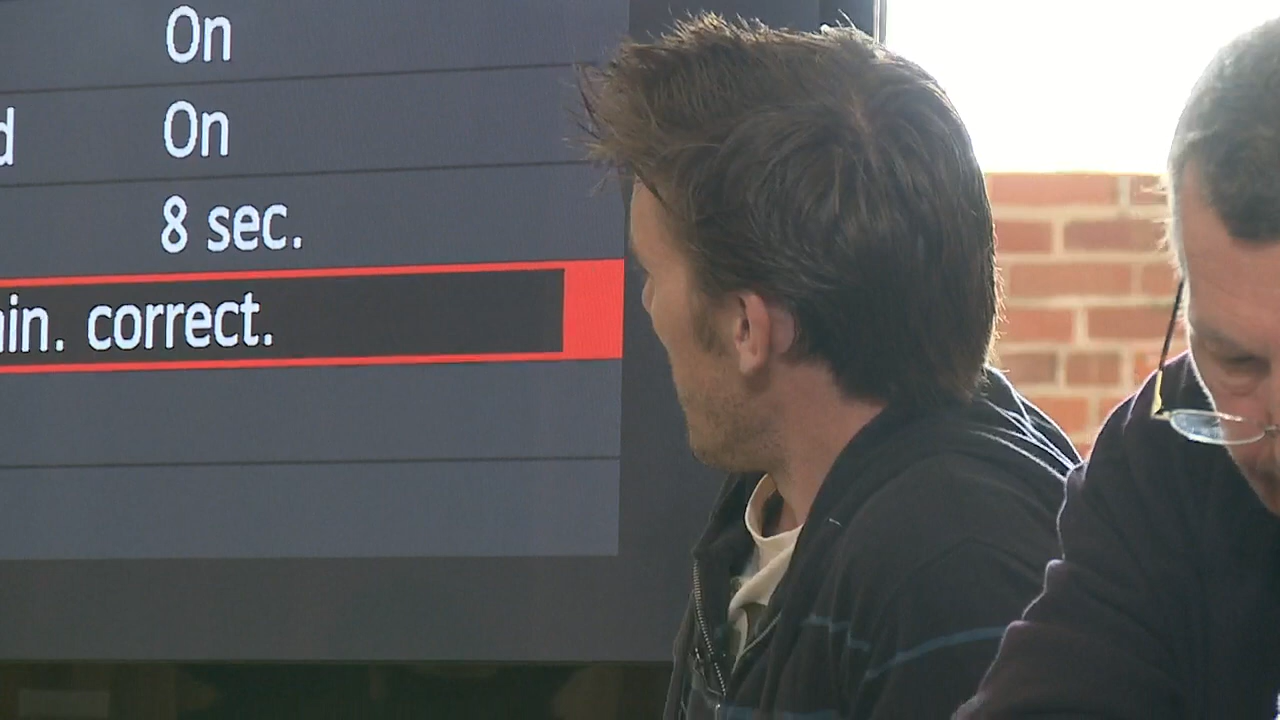 On
d On
8 sec.
in. correct.